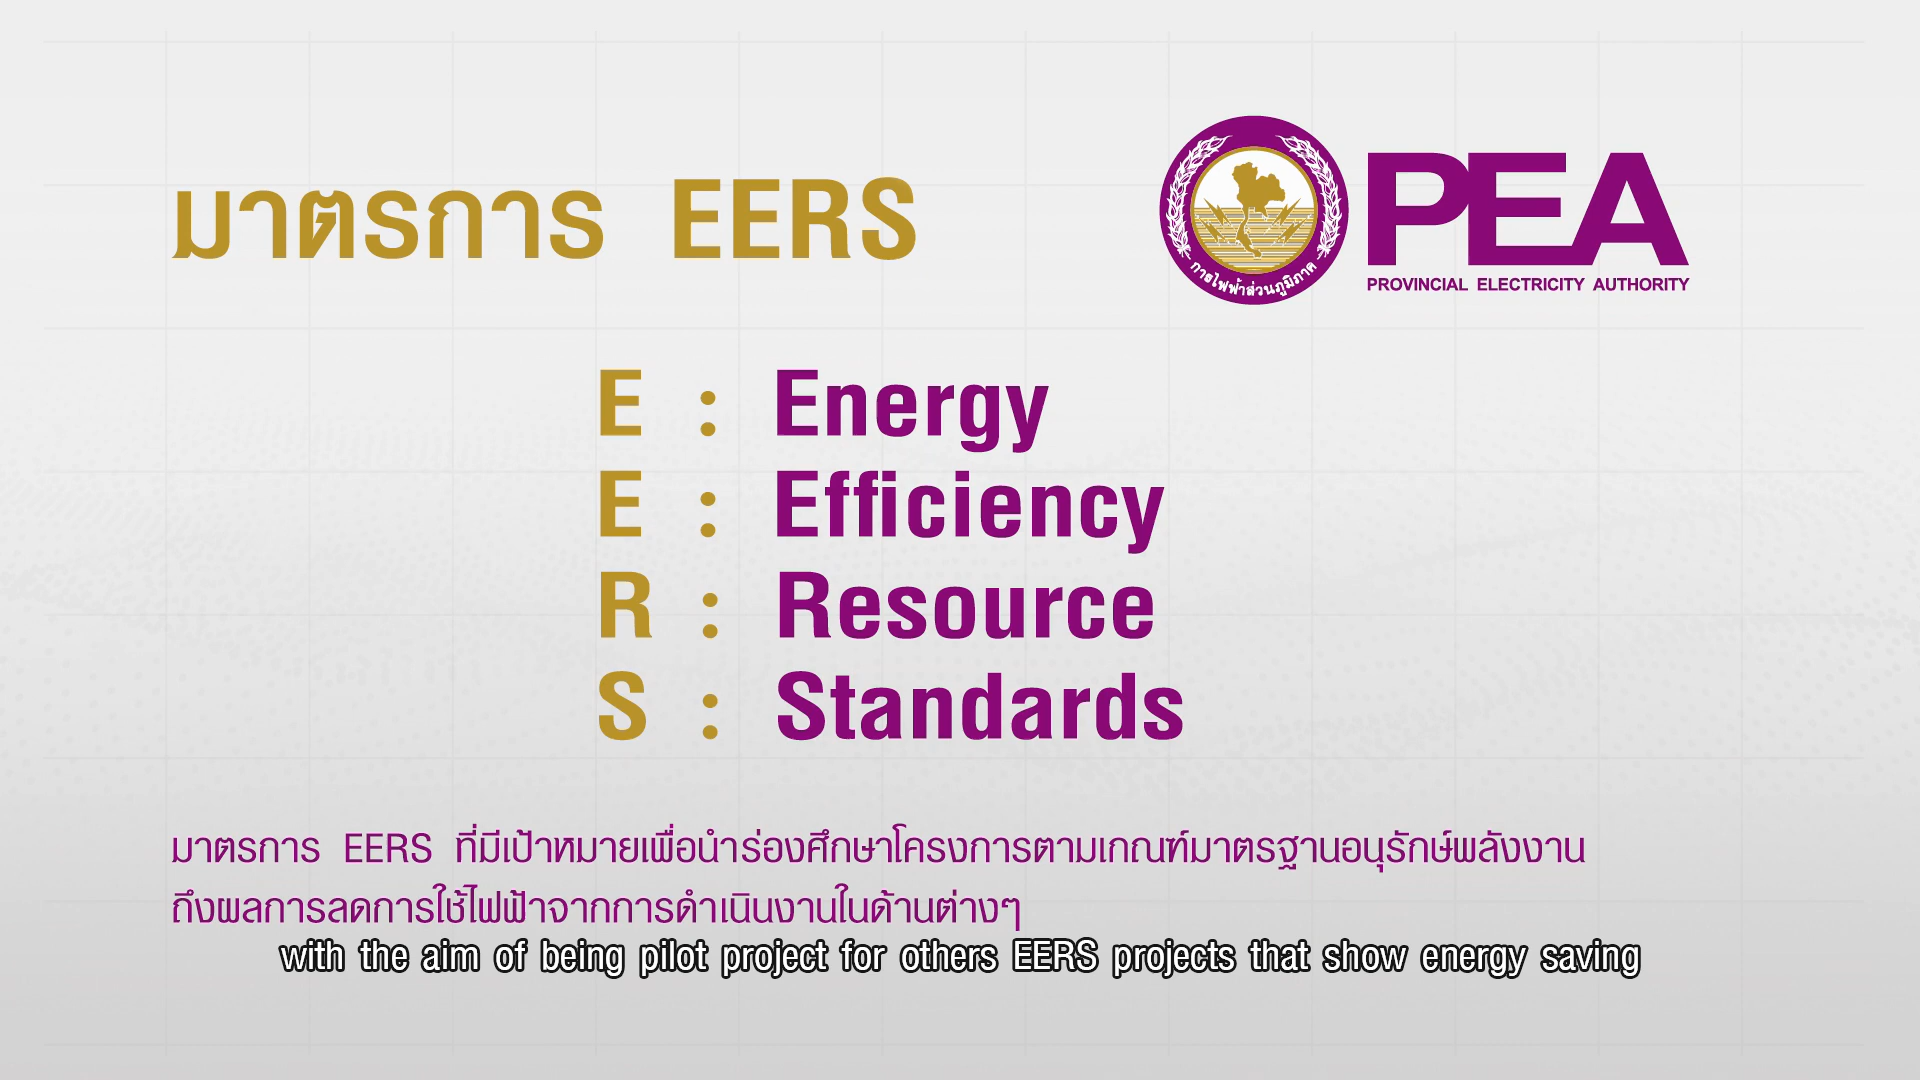 มาตรการ EERS
การไฟฟ้าส่วนภูมิภาค
PEA
PROVINCIAL ELECTRICITY AUTHORITY
E : Energy
E : Efficiency
R : Resource
S : Standards
มาตรการ EERS ที่มีเป้าหมายเพื่อนำร่องศึกษาโครงการตามเกณฑ์มาตรฐานอนุรักษ์พลังงาน
ถึงผลการลดการใช้ไฟฟ้าจากการดำเนินงานในด้านต่างๆ
with the aim of being pilot project for others EERS projects that show energy saving